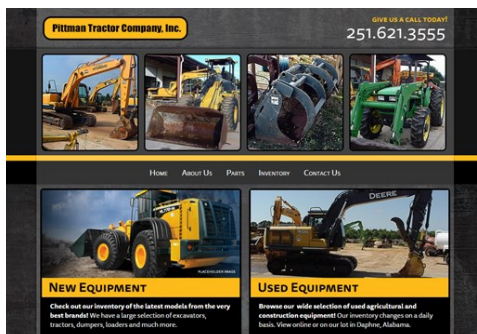 Pittman Tractor Company, Inc.
GIVE US A CALL TODAY!
251.621.3555
HOME ABOUT US PARTS INVENTORY CONTACT US
DEERE
PLACEHOLDER IMAGE
NEW EQUIPMENT
Check out our inventory of the latest models from the very
best brands! We have a large selection of excavators,
tractors, dumpers, loaders and much more.
USED EQUIPMENT
Browse our wide selection of used agricultural and
construction equipment! Our inventory changes on a daily
basis. View online or on our lot in Daphne, Alabama.